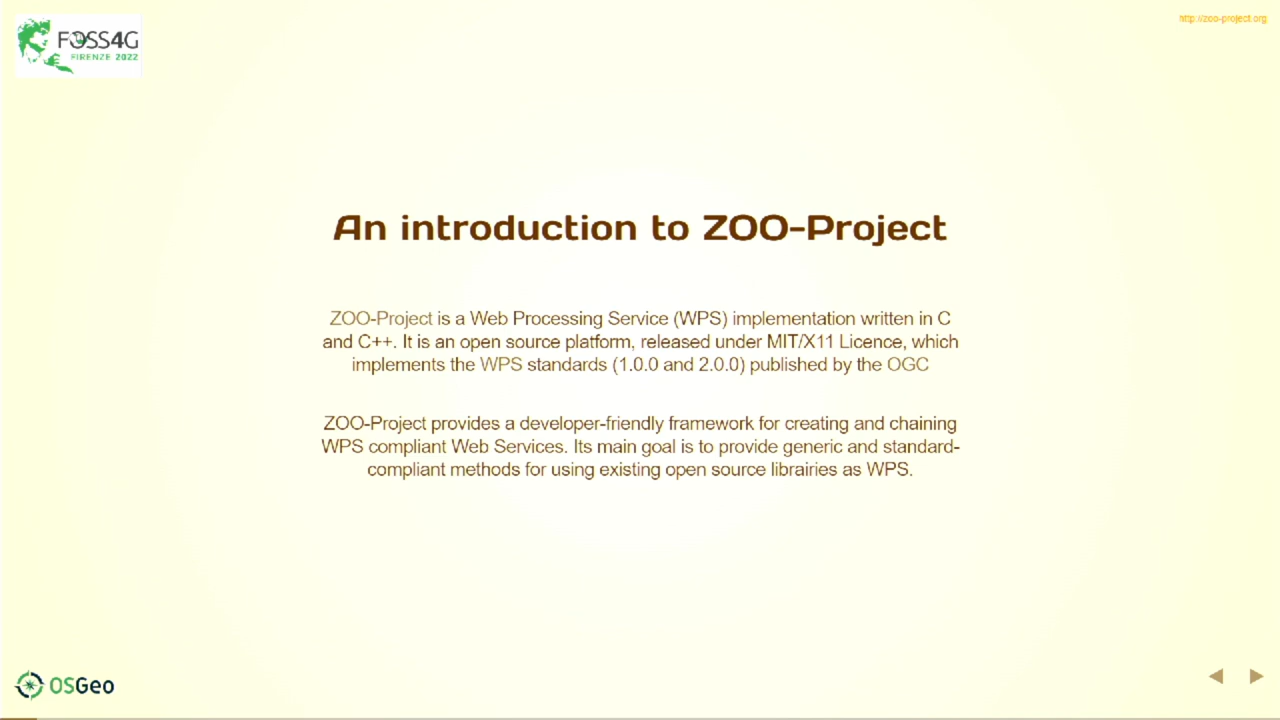 FOSS4G
FIRENZE 2022
http://zoo-project.org
An introduction to ZOO-Project
ZOO-Project is a Web Processing Service (WPS) implementation written in C
and C++. It is an open source platform, released under MIT/X11 Licence, which
implements the WPS standards (1.0.0 and 2.0.0) published by the OGC
ZOO-Project provides a developer-friendly framework for creating and chaining
WPS compliant Web Services. Its main goal is to provide generic and standard-
compliant methods for using existing open source librairies as WPS.
OSGeo